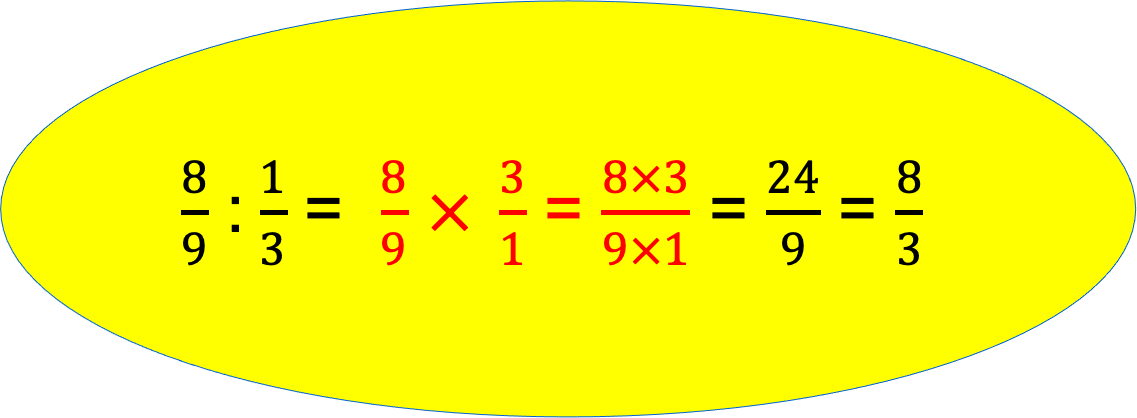 8/9 : 1/3 = 8/9 × 3/1 = 8×3/9×1 = 24/9 = 8/3